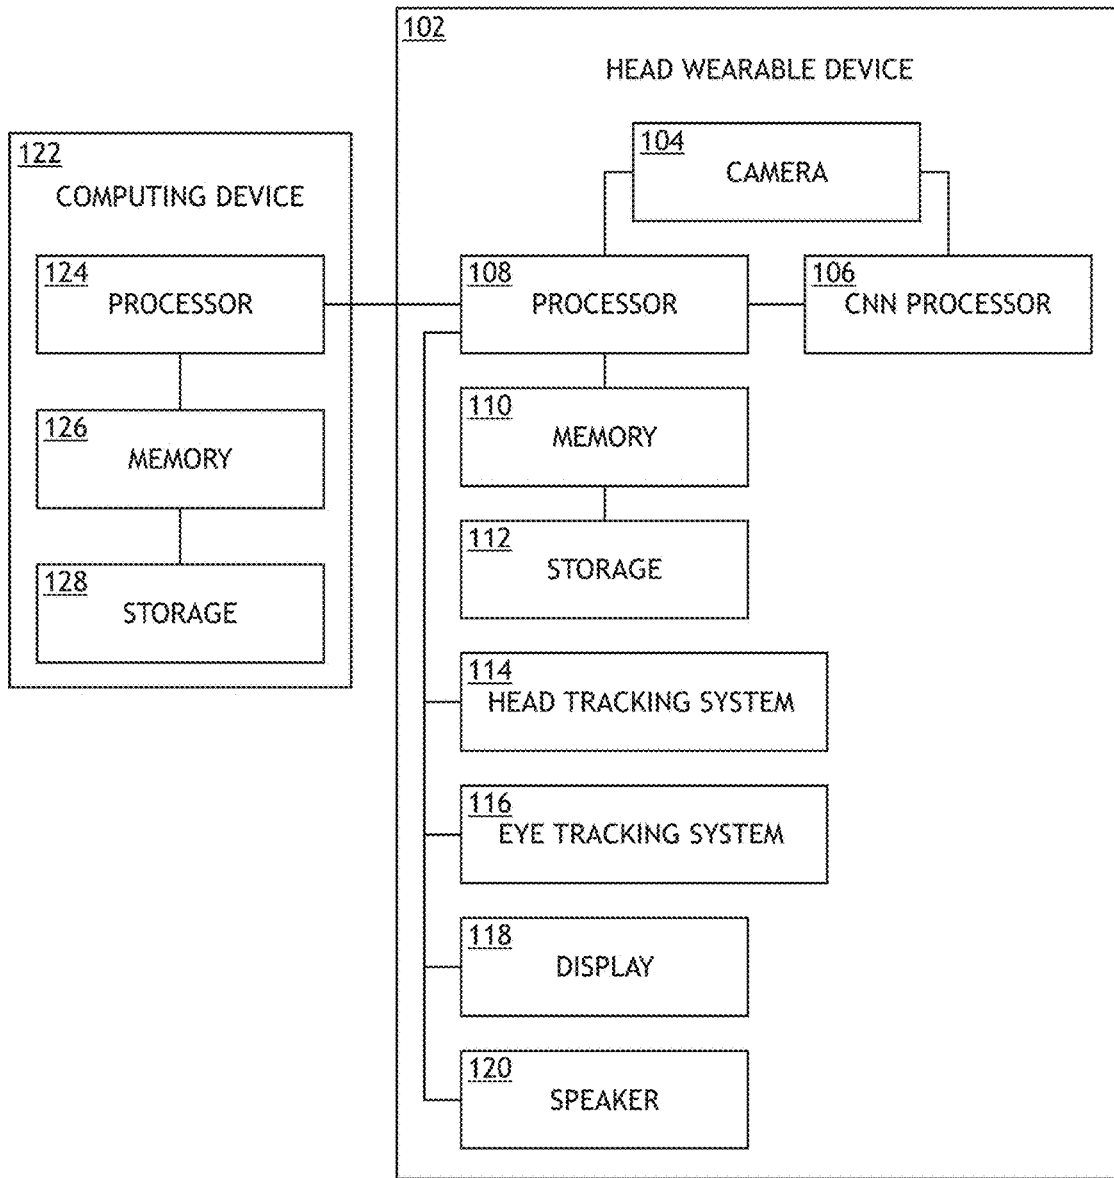 102
HEAD WEARABLE DEVICE
104
CAMERA
122
COMPUTING DEVICE
124
PROCESSOR
108
PROCESSOR
106
CNN PROCESSOR
126
MEMORY
110
MEMORY
128
STORAGE
112
STORAGE
114
HEAD TRACKING SYSTEM
116
EYE TRACKING SYSTEM
118
DISPLAY
120
SPEAKER